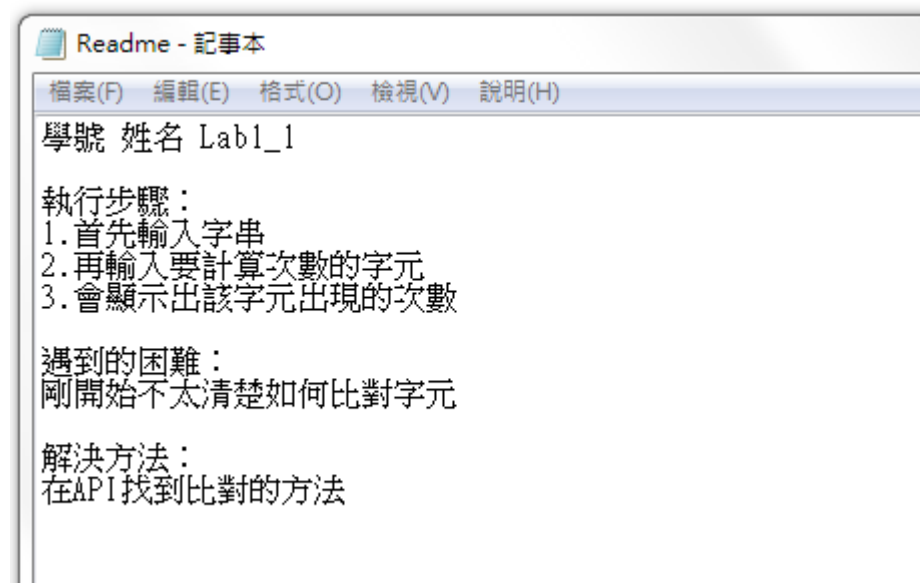 Readme - 記事本
檔案(F) 編輯(E) 格式(O) 檢視(V) 說明(H)
學號 姓名 Lab1_1
執行步驟：
1.首先輸入字串
2.再輸入要計算次數的字元
3.會顯示出該字元出現的次數
遇到的困難：
剛開始不太清楚如何比對字元
解決方法：
在API找到比對的方法